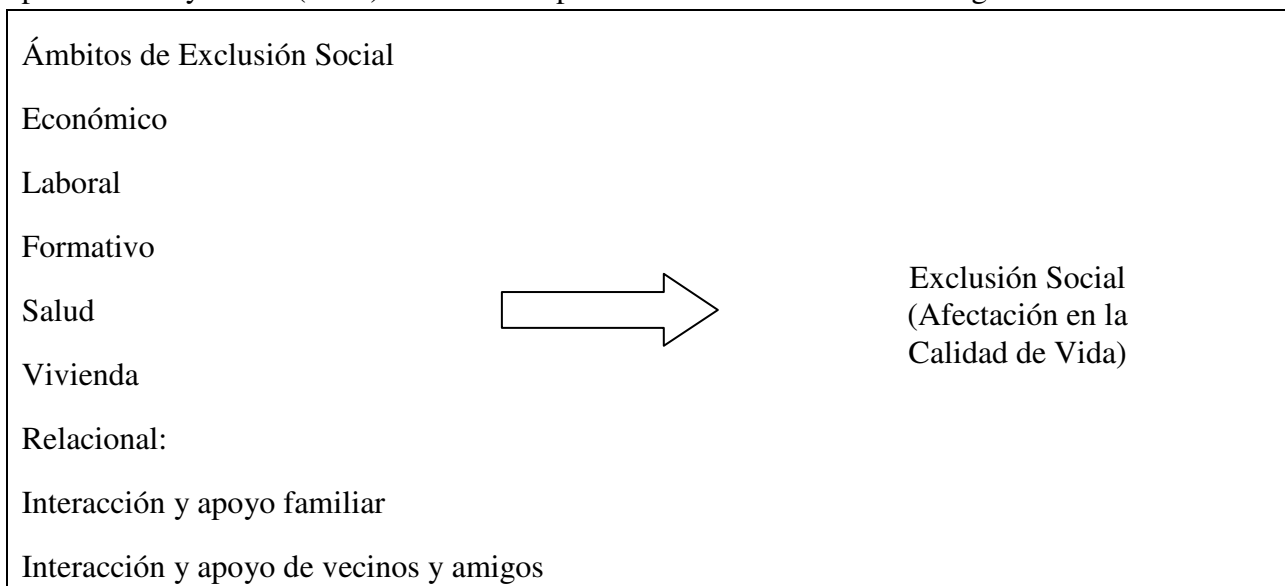 Ámbitos de Exclusión Social
Económico
Laboral
Formativo
Salud
Vivienda
Relacional:
Interacción y apoyo familiar
Interacción y apoyo de vecinos y amigos
Exclusión Social
(Afectación en la
Calidad de Vida)